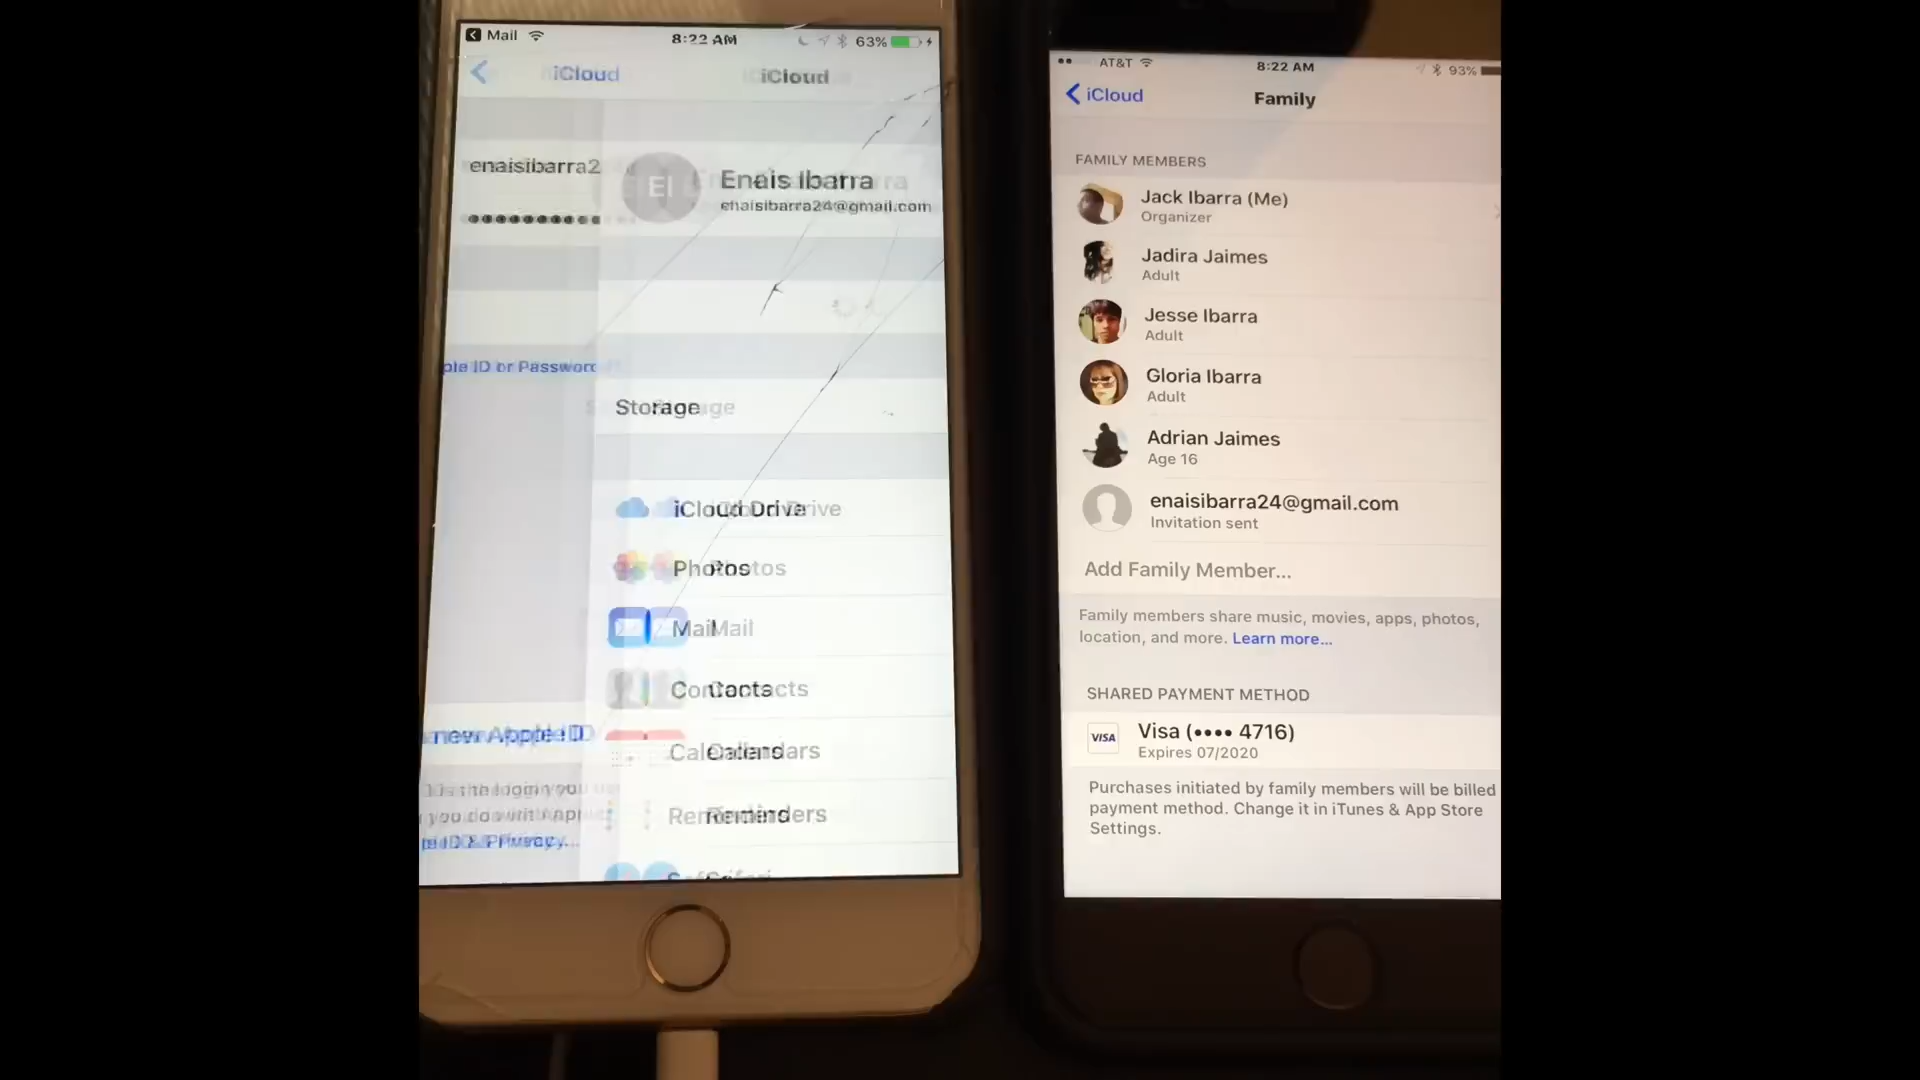 Mail
8:22 AM
63%
iCloud
iCloud
enaisibarra2
EI
Enais Ibarra
enaisibarra24@gmail.com
ple ID or Password
Storage
iCloud Drive
Photos
Mail
Contacts
new Apple ID
Calendars
Reminders
Safari
AT&T
8:22 AM
93%
iCloud
Family
FAMILY MEMBERS
Jack Ibarra (Me)
Organizer
Jadira Jaimes
Adult
Jesse Ibarra
Adult
Gloria Ibarra
Adult
Adrian Jaimes
Age 16
enaisibarra24@gmail.com
Invitation sent
Add Family Member...
Family members share music, movies, apps, photos,
location, and more. Learn more...
SHARED PAYMENT METHOD
VISA
Visa (•••• 4716)
Expires 07/2020
Purchases initiated by family members will be billed
payment method. Change it in iTunes & App Store
Settings.